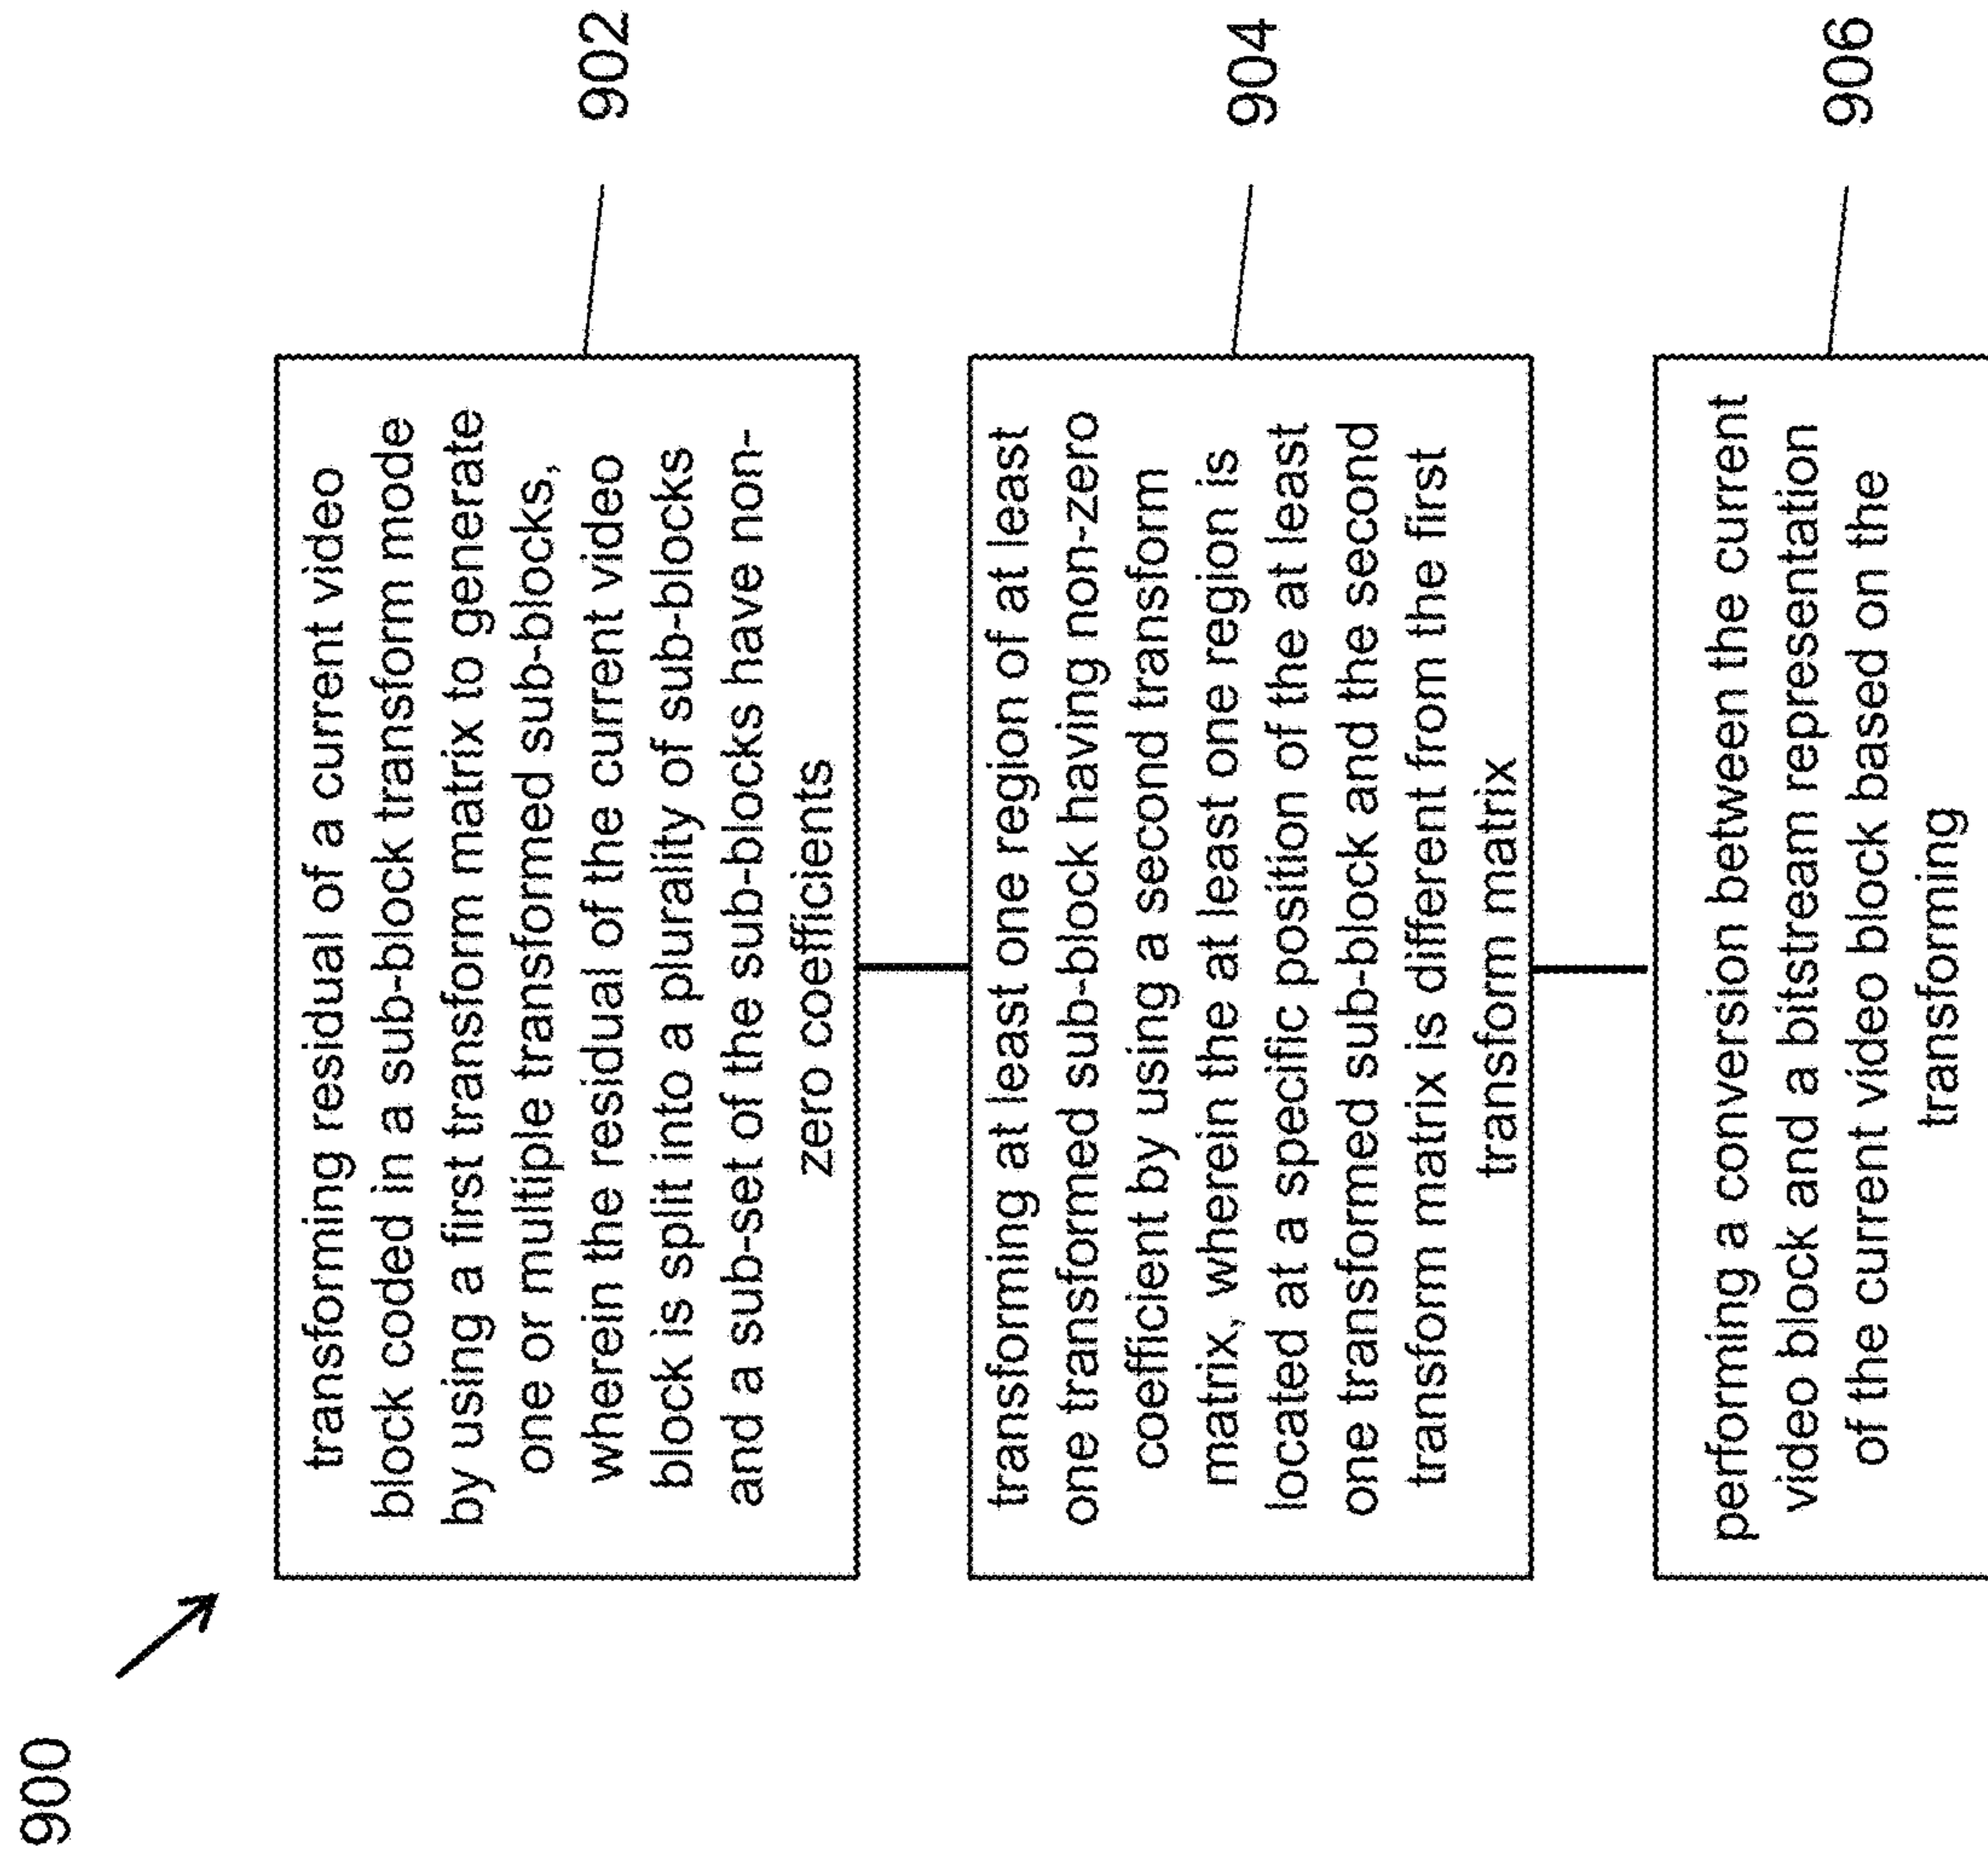 900
transforming residual of a current video
block coded in a sub-block transform mode
by using a first transform matrix to generate
one or multiple transformed sub-blocks,
wherein the residual of the current video
block is split into a plurality of sub-blocks
and a sub-set of the sub-blocks have non-
zero coefficients
902
transforming at least one region of at least
one transformed sub-block having non-zero
coefficient by using a second transform
matrix, wherein the at least one region is
located at a specific position of the at least
one transformed sub-block and the second
transform matrix is different from the first
transform matrix
904
performing a conversion between the current
video block and a bitstream representation
of the current video block based on the
transforming
906